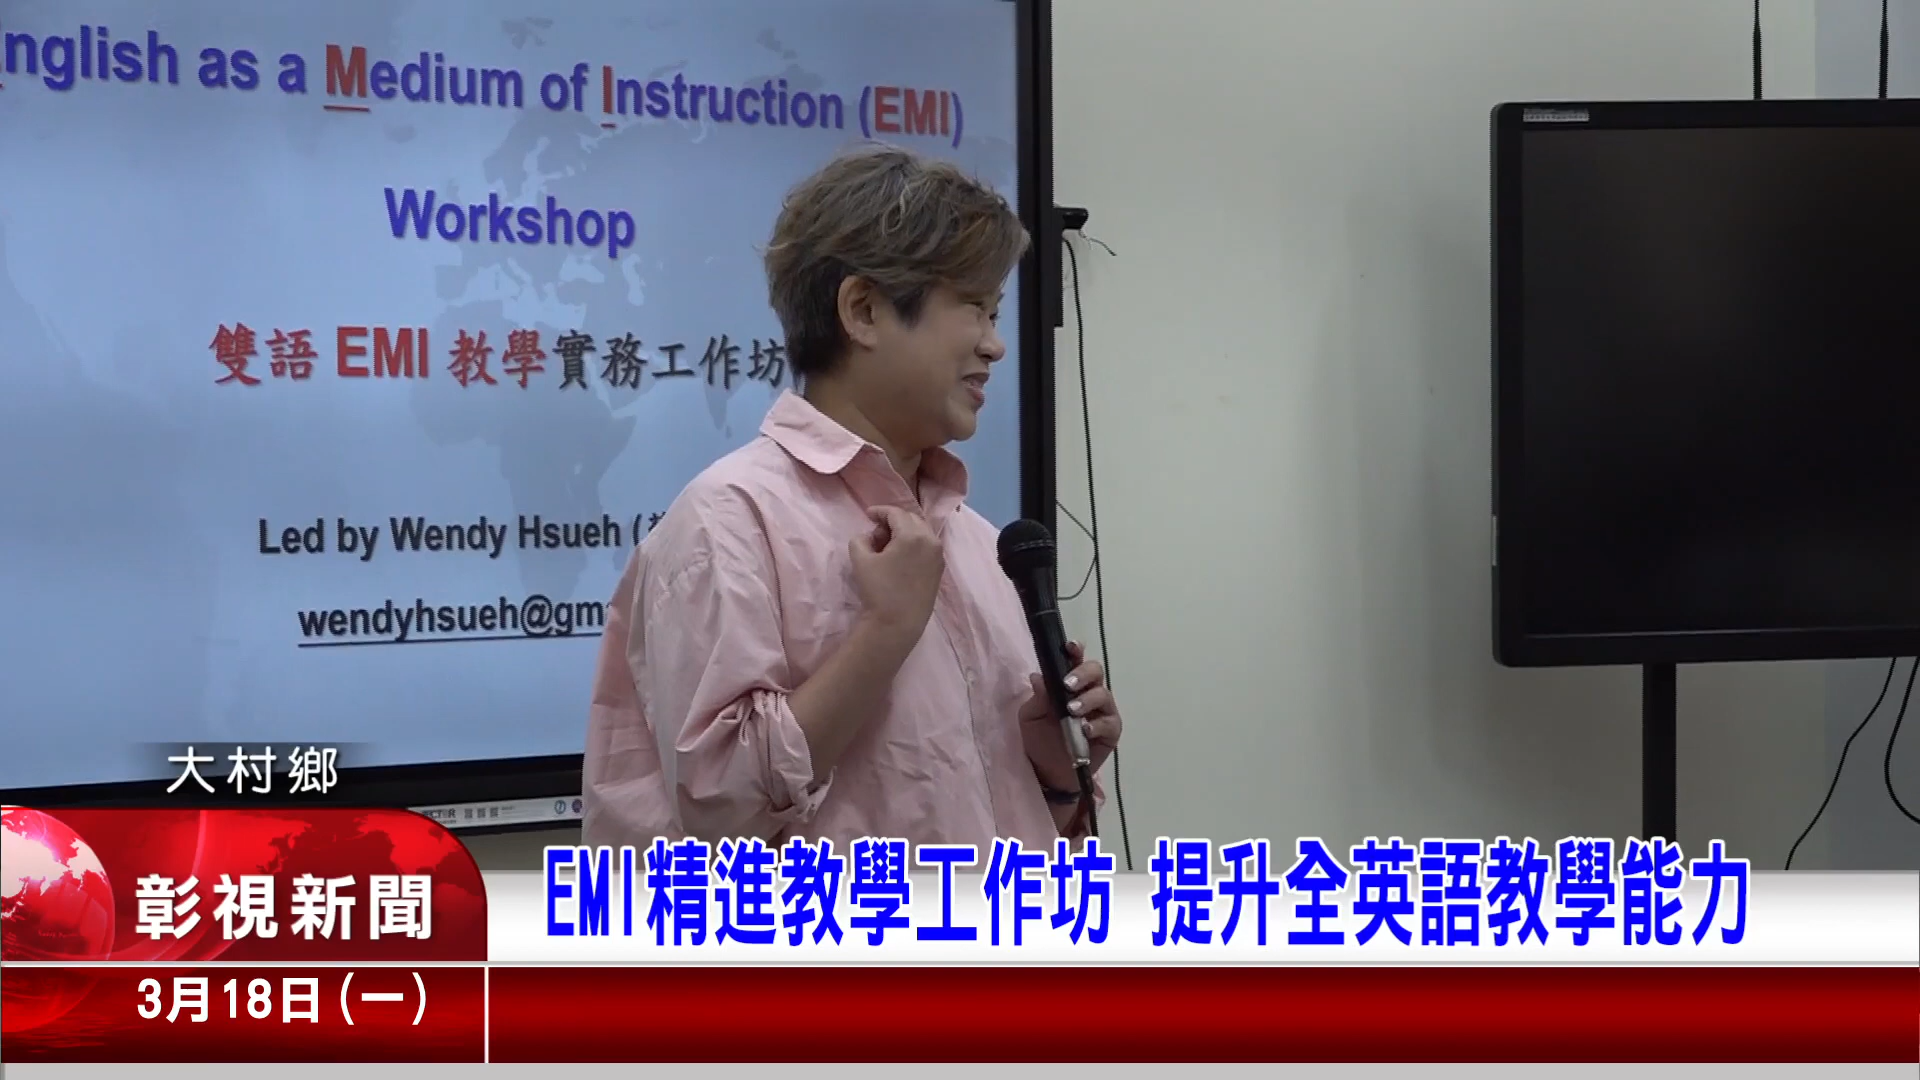 English as a Medium of Instruction (EMI)
Workshop
雙語 EMI 教學實務工作坊
Led by Wendy Hsueh (
wendyhsueh@gm
大村鄉
彰視新聞
EMI精進教學工作坊 提升全英語教學能力
3月18日(一)